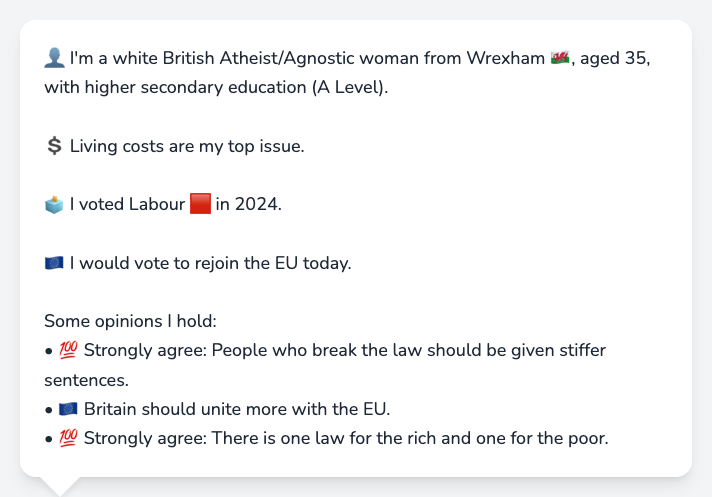 👤 I'm a white British Atheist/Agnostic woman from Wrexham 🏴󠁧󠁢󠁷󠁬󠁳󠁿, aged 35,
with higher secondary education (A Level).
💲 Living costs are my top issue.
🗳️ I voted Labour 🟥 in 2024.
🇪🇺 I would vote to rejoin the EU today.
Some opinions I hold:
• 💯 Strongly agree: People who break the law should be given stiffer
sentences.
• 🇪🇺 Britain should unite more with the EU.
• 💯 Strongly agree: There is one law for the rich and one for the poor.